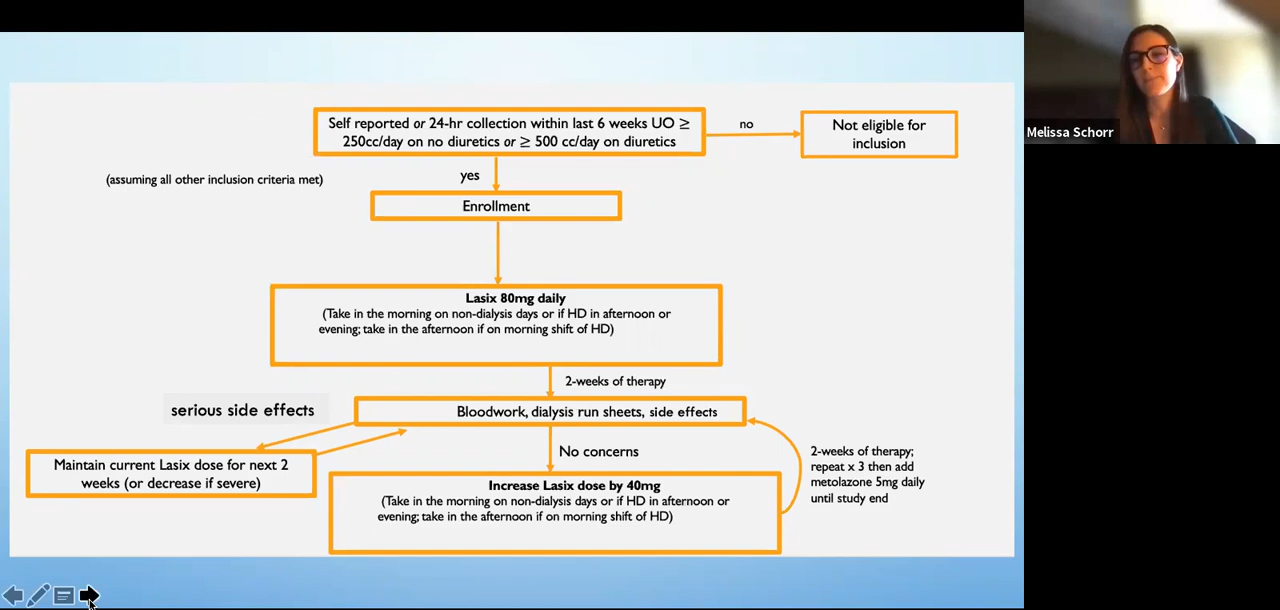 Self reported or 24-hr collection within last 6 weeks UO ≥
250cc/day on no diuretics or ≥ 500 cc/day on diuretics
no
Not eligible for
inclusion
Melissa Schorr
(assuming all other inclusion criteria met)
yes
Enrollment
Lasix 80mg daily
(Take in the morning on non-dialysis days or if HD in afternoon or
evening; take in the afternoon if on morning shift of HD)
2-weeks of therapy
serious side effects
Bloodwork, dialysis run sheets, side effects
Maintain current Lasix dose for next 2
weeks (or decrease if severe)
No concerns
Increase Lasix dose by 40mg
(Take in the morning on non-dialysis days or if HD in afternoon or
evening; take in the afternoon if on morning shift of HD)
2-weeks of therapy;
repeat x 3 then add
metolazone 5mg daily
until study end